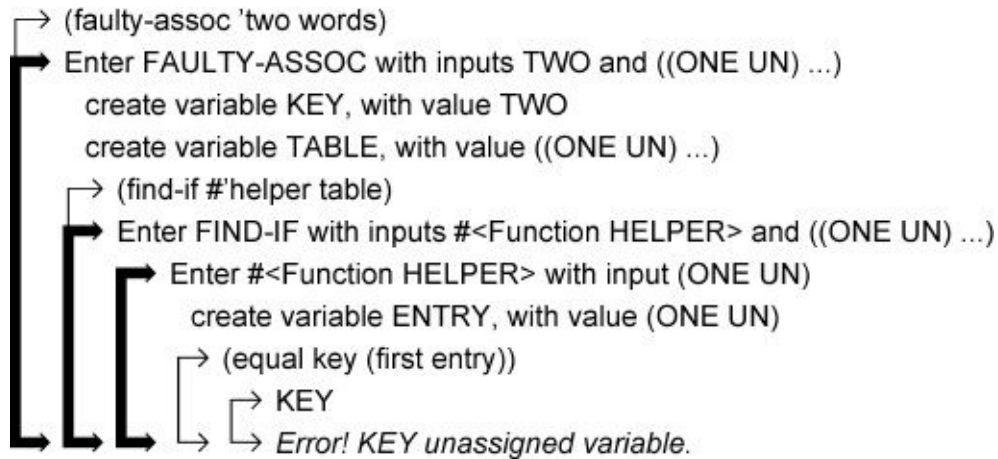 (faulty-assoc ’two words)
Enter FAULTY-ASSOC with inputs TWO and ((ONE UN) ...)
create variable KEY, with value TWO
create variable TABLE, with value ((ONE UN) ...)
(find-if #’helper table)
Enter FIND-IF with inputs #<Function HELPER> and ((ONE UN) ...)
Enter #<Function HELPER> with input (ONE UN)
create variable ENTRY, with value (ONE UN)
(equal key (first entry))
KEY
Error! KEY unassigned variable.